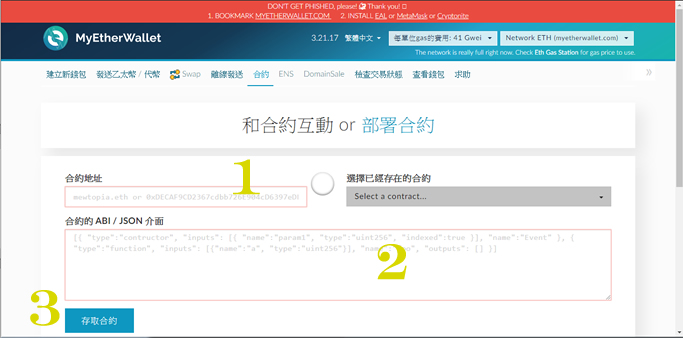 DON'T GET PHISHED, please! Thank you!
1. BOOKMARK MYETHERWALLET.COM 2. INSTALL EAL or MetaMask or Cryptonite
MyEtherWallet 3.21.17 繁體中文 每單位gas的費用: 41 Gwei Network ETH (myetherwallet.com)
The network is really full right now. Check Eth Gas Station for gas price to use.
建立新錢包 發送乙太幣 / 代幣 Swap 離線發送 合約 ENS DomainSale 檢查交易狀態 查看錢包 求助
和合約互動 or 部署合約
1
合約地址 選擇已經存在的合約
mewtopia.eth or Select a contract...
合約的 ABI / JSON 介面
[{ "type":"contructor", "inputs": [{ "name":"param1", "type":"uint256", "indexed":true }], "name":"Event" }, {
"type":"function", "inputs": [{"name":"a", "type":"uint256"}], "outputs": [] }]
2
3
存取合約